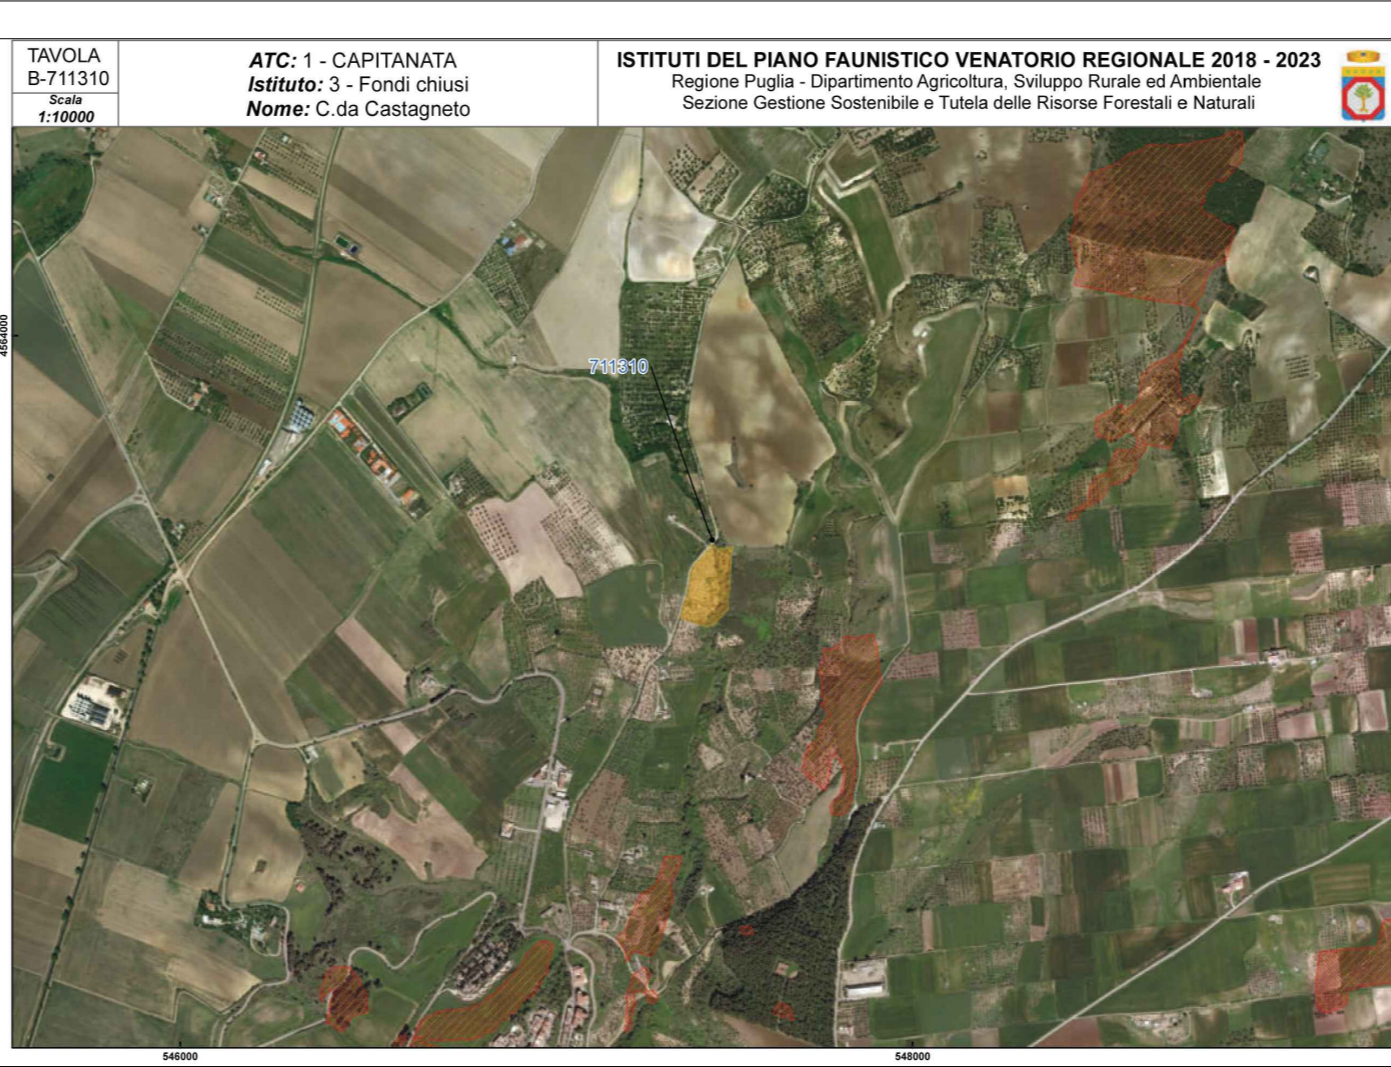 TAVOLA
B-711310
Scala
1:10000
ATC: 1 - CAPITANATA
Istituto: 3 - Fondi chiusi
Nome: C.da Castagneto
ISTITUTI DEL PIANO FAUNISTICO VENATORIO REGIONALE 2018 - 2023
Regione Puglia - Dipartimento Agricoltura, Sviluppo Rurale ed Ambientale
Sezione Gestione Sostenibile e Tutela delle Risorse Forestali e Naturali
4564000
711310
546000
548000